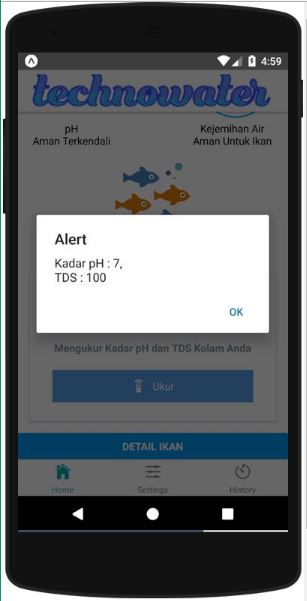 4:59
technowater
pH
Aman Terkendali
Kejernihan Air
Aman Untuk Ikan
Alert
Kadar pH : 7,
TDS : 100
OK
Mengukur Kadar pH dan TDS Kolam Anda
Ukur
DETAIL IKAN
Home
Settings
History